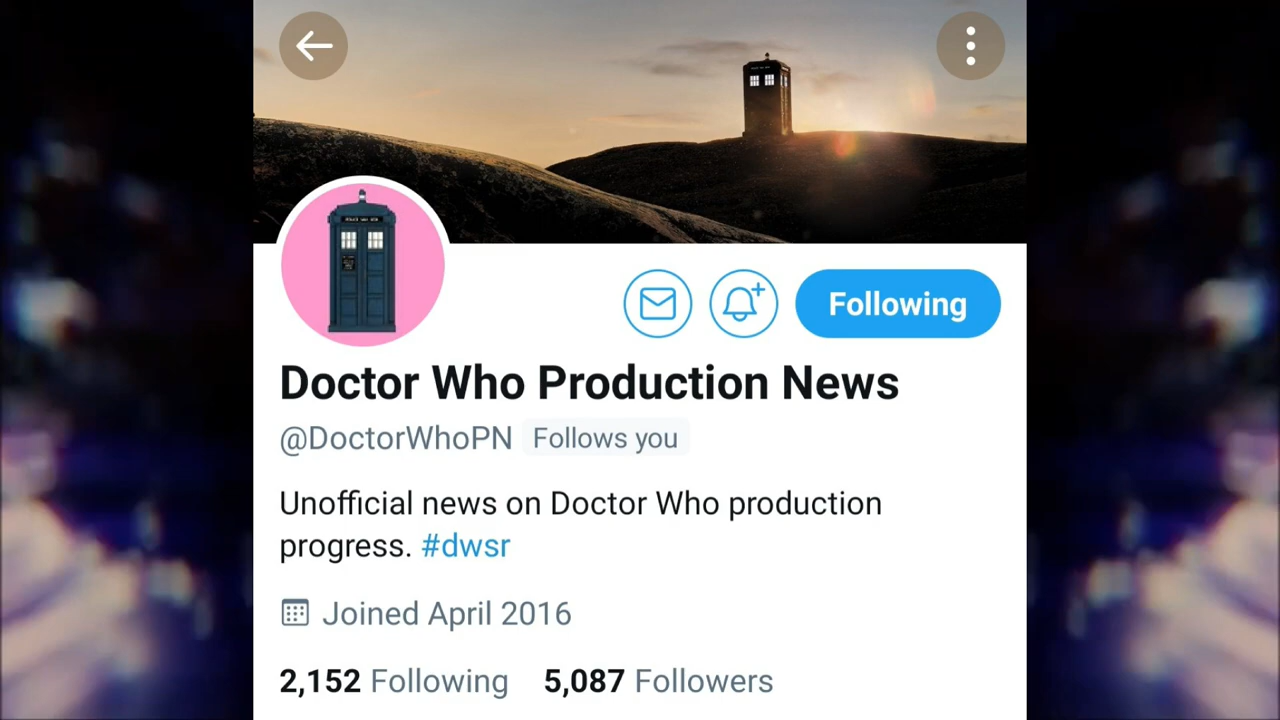 Following
Doctor Who Production News
@DoctorWhoPN Follows you
Unofficial news on Doctor Who production
progress. #dwsr
Joined April 2016
2,152 Following 5,087 Followers